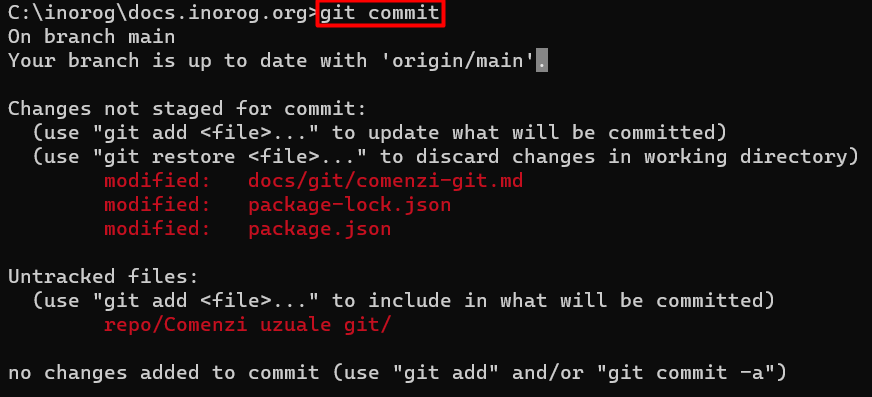 C:\inorog\docs.inorog.org>git commit
On branch main
Your branch is up to date with 'origin/main'.
Changes not staged for commit:
(use "git add <file>..." to update what will be committed)
(use "git restore <file>..." to discard changes in working directory)
modified: docs/git/comenzi-git.md
modified: package-lock.json
modified: package.json
Untracked files:
(use "git add <file>..." to include in what will be committed)
repo/Comenzi uzuale git/
no changes added to commit (use "git add" and/or "git commit -a")